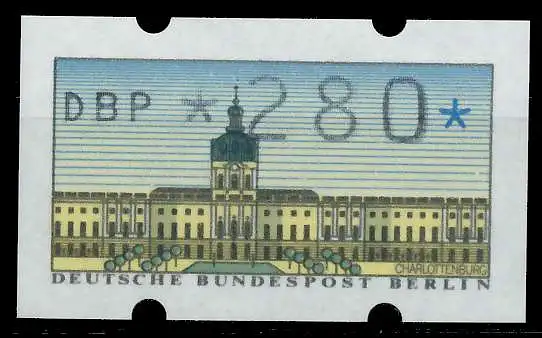 DBP *280*
CHARLOTTENBURG
DEUTSCHE BUNDESPOST BERLIN